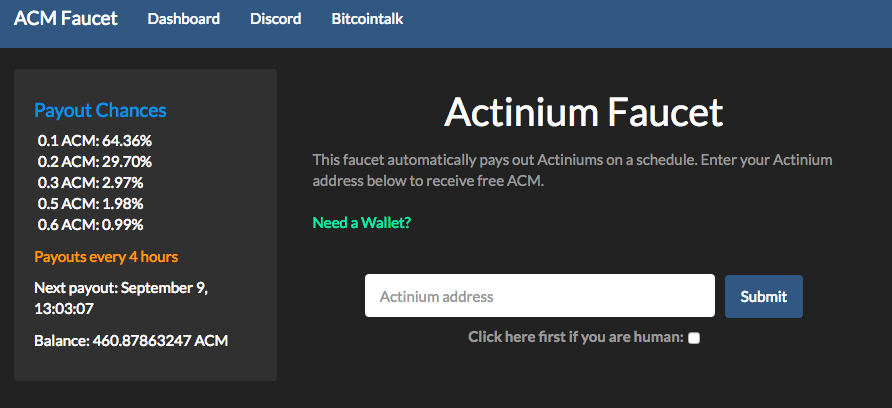 ACM Faucet Dashboard Discord Bitcointalk
Payout Chances
0.1 ACM: 64.36%
0.2 ACM: 29.70%
0.3 ACM: 2.97%
0.5 ACM: 1.98%
0.6 ACM: 0.99%
Payouts every 4 hours
Next payout: September 9,
13:03:07
Balance: 460.87863247 ACM
Actinium Faucet
This faucet automatically pays out Actiniums on a schedule. Enter your Actinium
address below to receive free ACM.
Need a Wallet?
Actinium address Submit
Click here first if you are human: